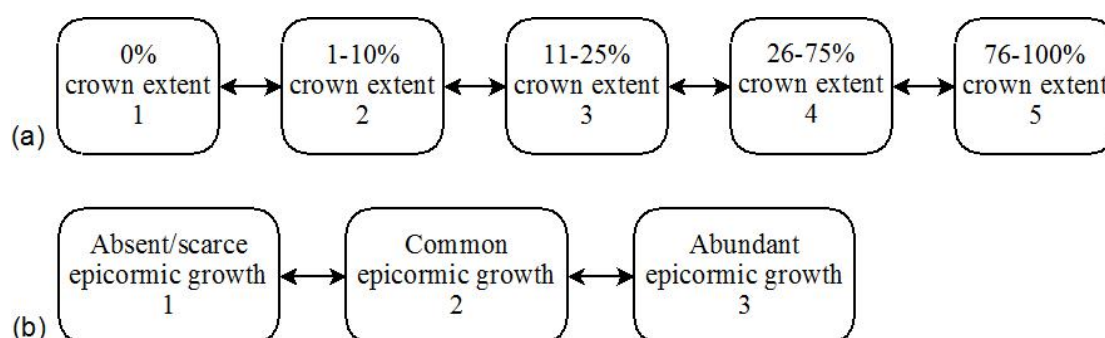 0%
crown extent
1
1-10%
crown extent
2
11-25%
crown extent
3
26-75%
crown extent
4
76-100%
crown extent
5
(a)
Absent/scarce
epicormic growth
1
Common
epicormic growth
2
Abundant
epicormic growth
3
(b)